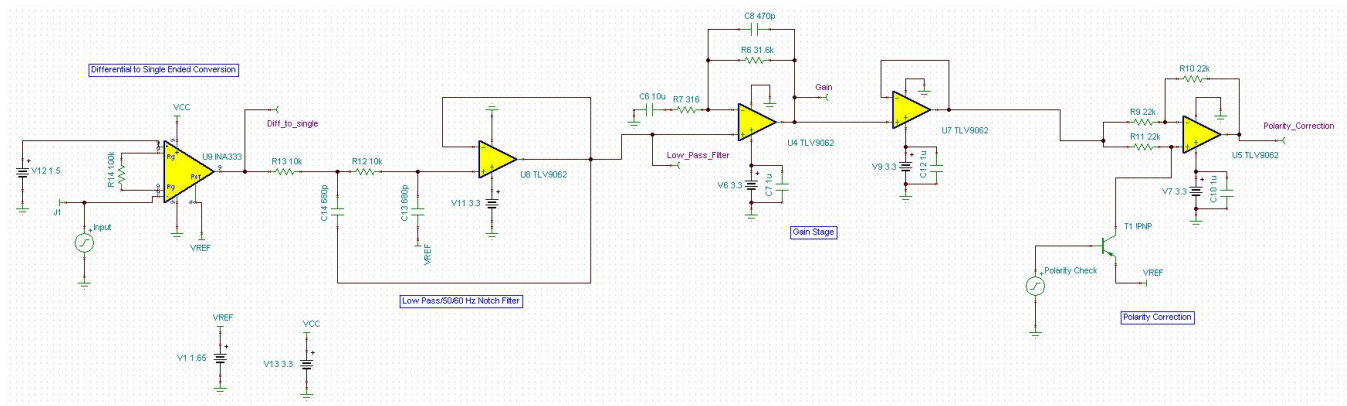 Differential to Single Ended Conversion
VCC
Diff_to_single
V12 1.5
R14 100k
Rg
Rg
U9 INA333
J1
Input
VREF
R13 10k
R12 10k
C14 680p
C13 680p
VREF
U8 TLV9062
V11 3.3
Low Pass/50/60 Hz Notch Filter
C8 470p
R6 31.6k
C6 10u
R7 316
Gain
U4 TLV9062
Low_Pass_Filter
V6 3.3
C7 1u
Gain Stage
U7 TLV9062
V9 3.3
C12 1u
R10 22k
R9 22k
R11 22k
Polarity_Correction
U5 TLV9062
V7 3.3
C10 1u
T1 !PNP
Polarity Check
VREF
Polarity Correction
VREF
V1 1.65
VCC
V13 3.3